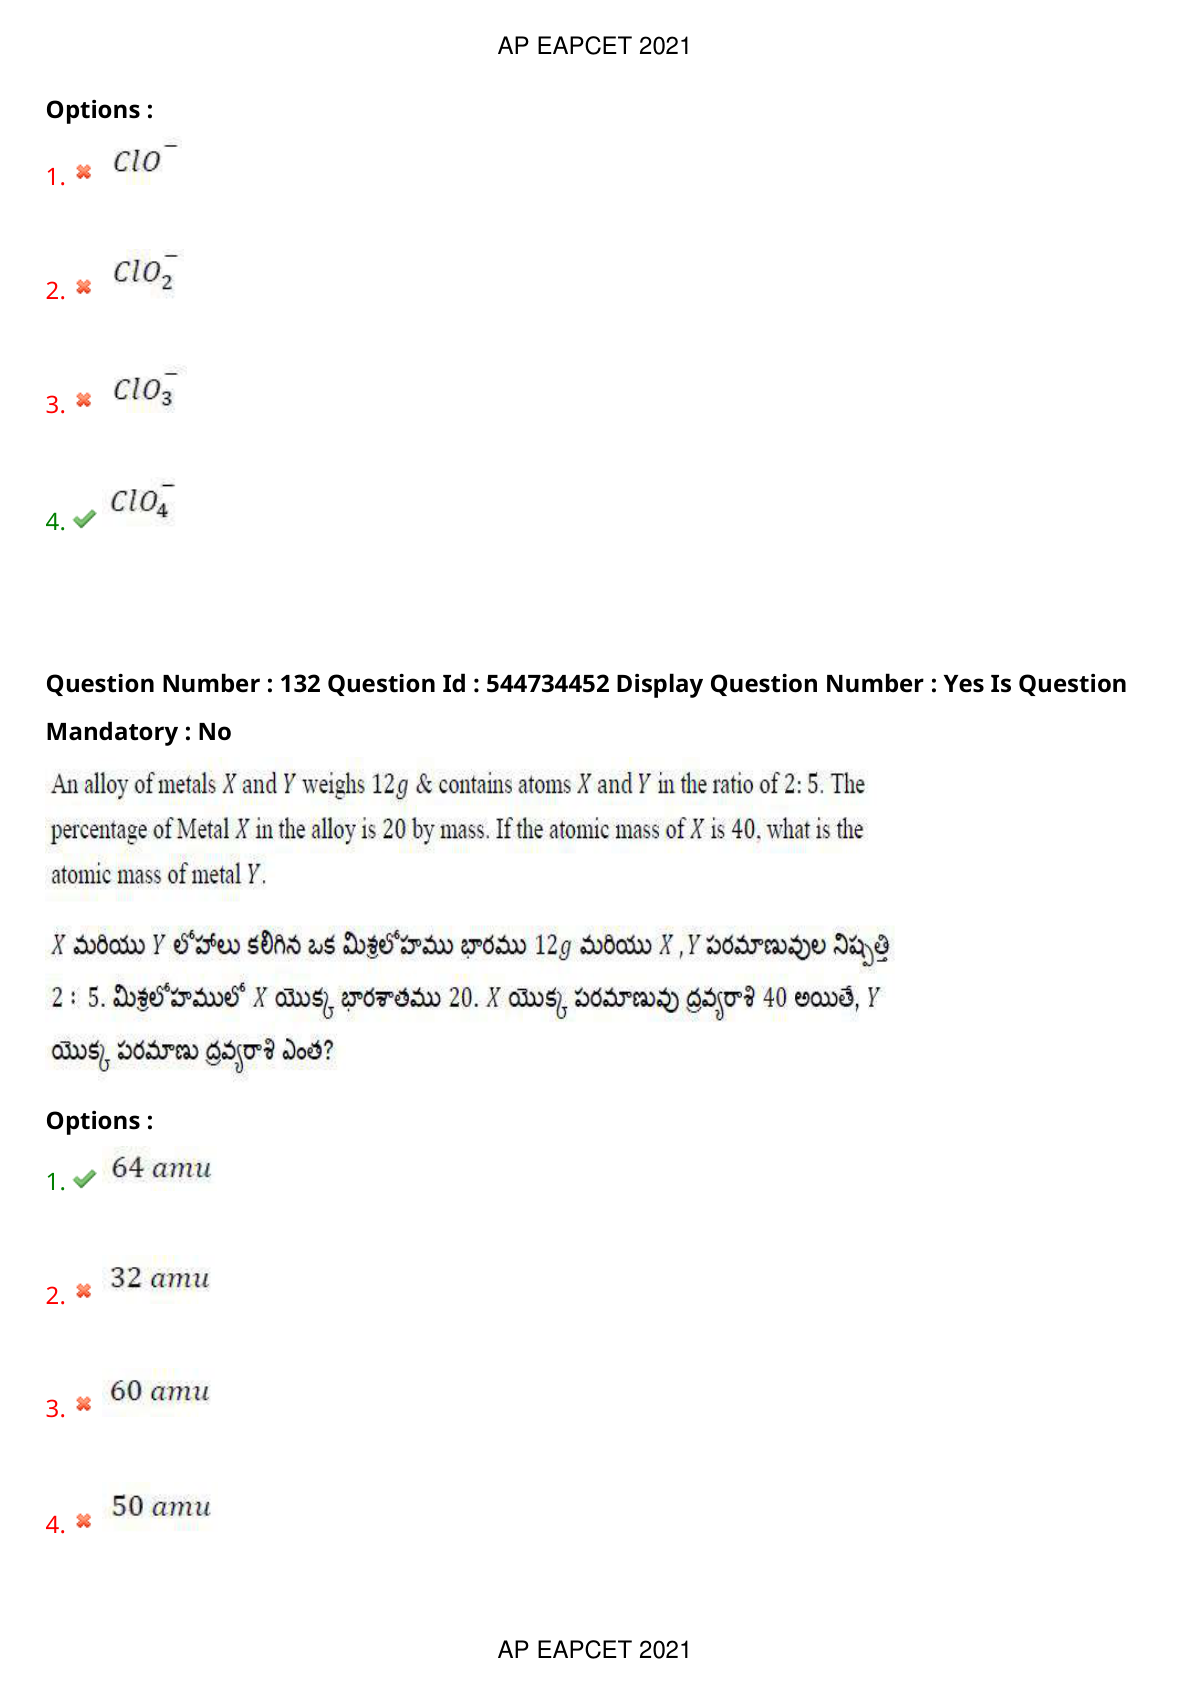 AP EAPCET 2021
Options :
1. ClO⁻
2. ClO₂⁻
3. ClO₃⁻
4. ClO₄⁻
Question Number : 132 Question Id : 544734452 Display Question Number : Yes Is Question
Mandatory : No
An alloy of metals X and Y weighs 12g & contains atoms X and Y in the ratio of 2: 5. The
percentage of Metal X in the alloy is 20 by mass. If the atomic mass of X is 40, what is the
atomic mass of metal Y.
X మరియు Y లోహాలు కలిగిన ఒక మిశ్రలోహము భారము 12g మరియు X ,Y పరమాణువుల నిష్పత్తి
2 : 5. మిశ్రలోహములో X యొక్క భారశాతము 20. X యొక్క పరమాణువు ద్రవ్యరాశి 40 అయితే, Y
యొక్క పరమాణు ద్రవ్యరాశి ఎంత?
Options :
1. 64 amu
2. 32 amu
3. 60 amu
4. 50 amu
AP EAPCET 2021